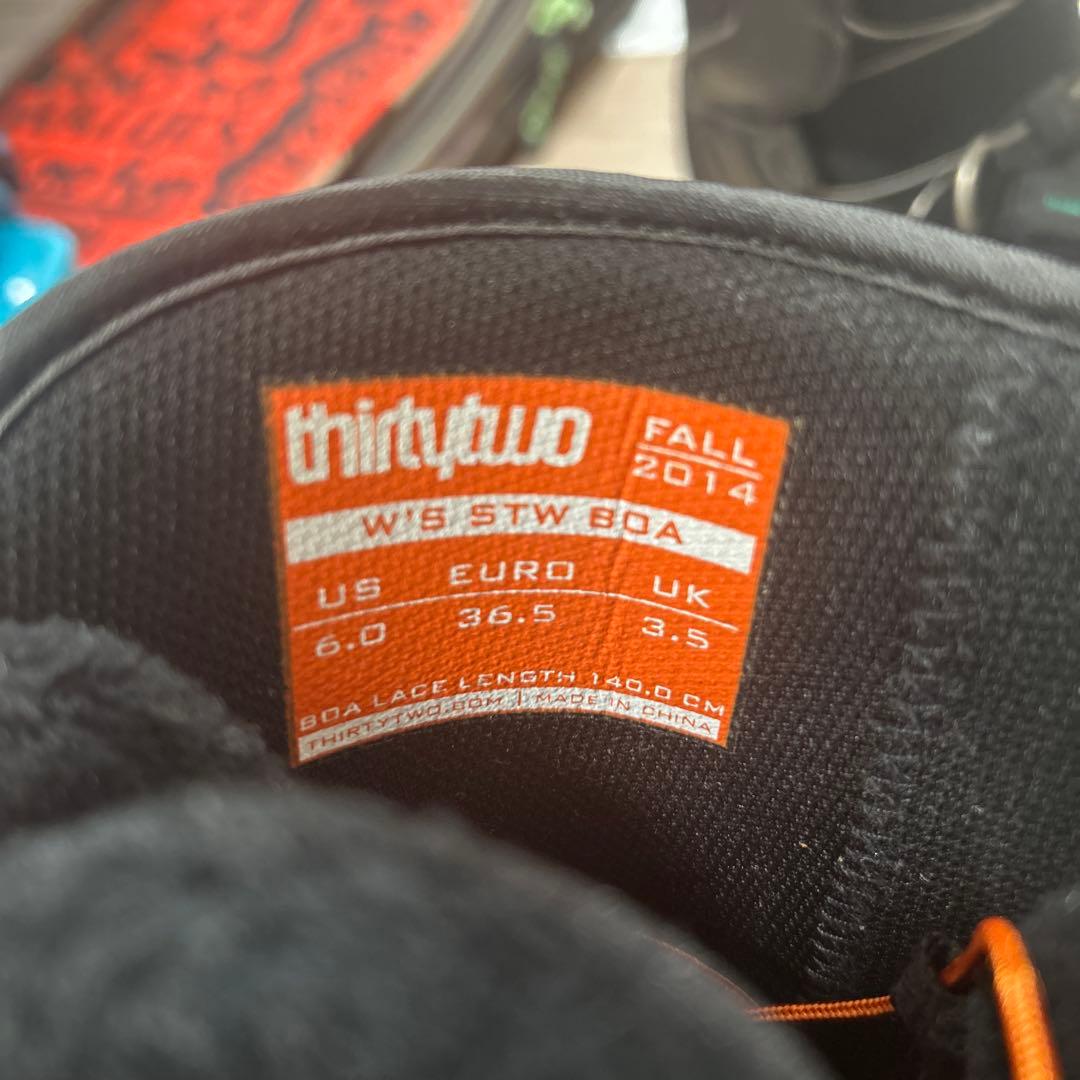 thirtytwo
FALL
2014
W'S STW BOA
US EURO UK
6.0 36.5 3.5
BOA LACE LENGTH 140.0 CM
THIRTYTWO.COM | MADE IN CHINA